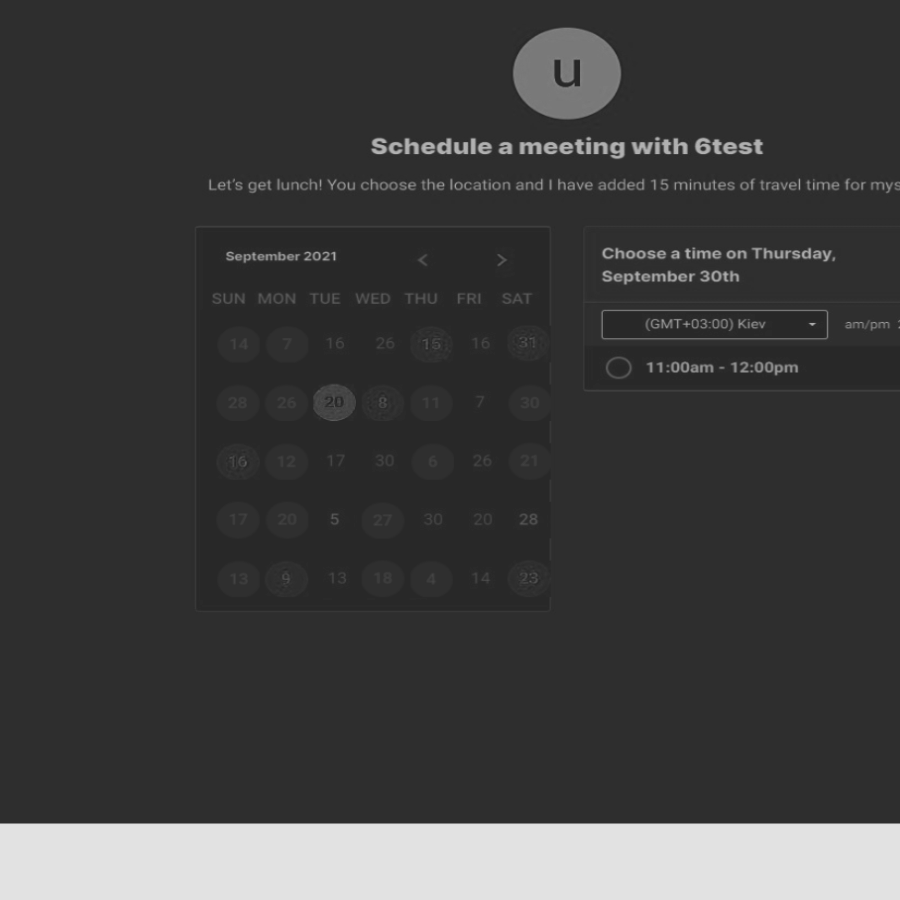 u
Schedule a meeting with 6test
Let's get lunch! You choose the location and I have added 15 minutes of travel time for mys
September 2021
SUN MON TUE WED THU FRI SAT
14 7 16 26 15 16 31
28 26 20 8 11 7 30
16 12 17 30 6 26 21
17 20 5 27 30 20 28
13 9 13 18 4 14 23
Choose a time on Thursday,
September 30th
(GMT+03:00) Kiev am/pm
11:00am - 12:00pm